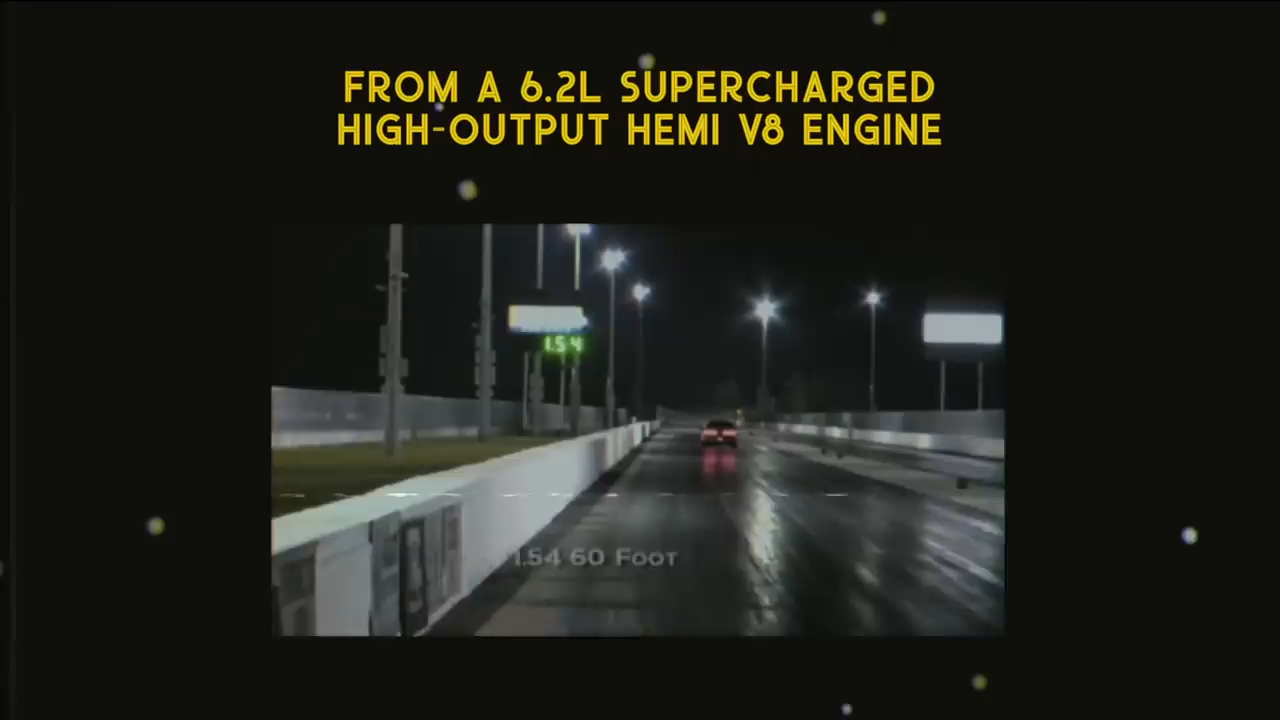 FROM A 6.2L SUPERCHARGED
HIGH-OUTPUT HEMI V8 ENGINE
1.54
1.54 60 FOOT